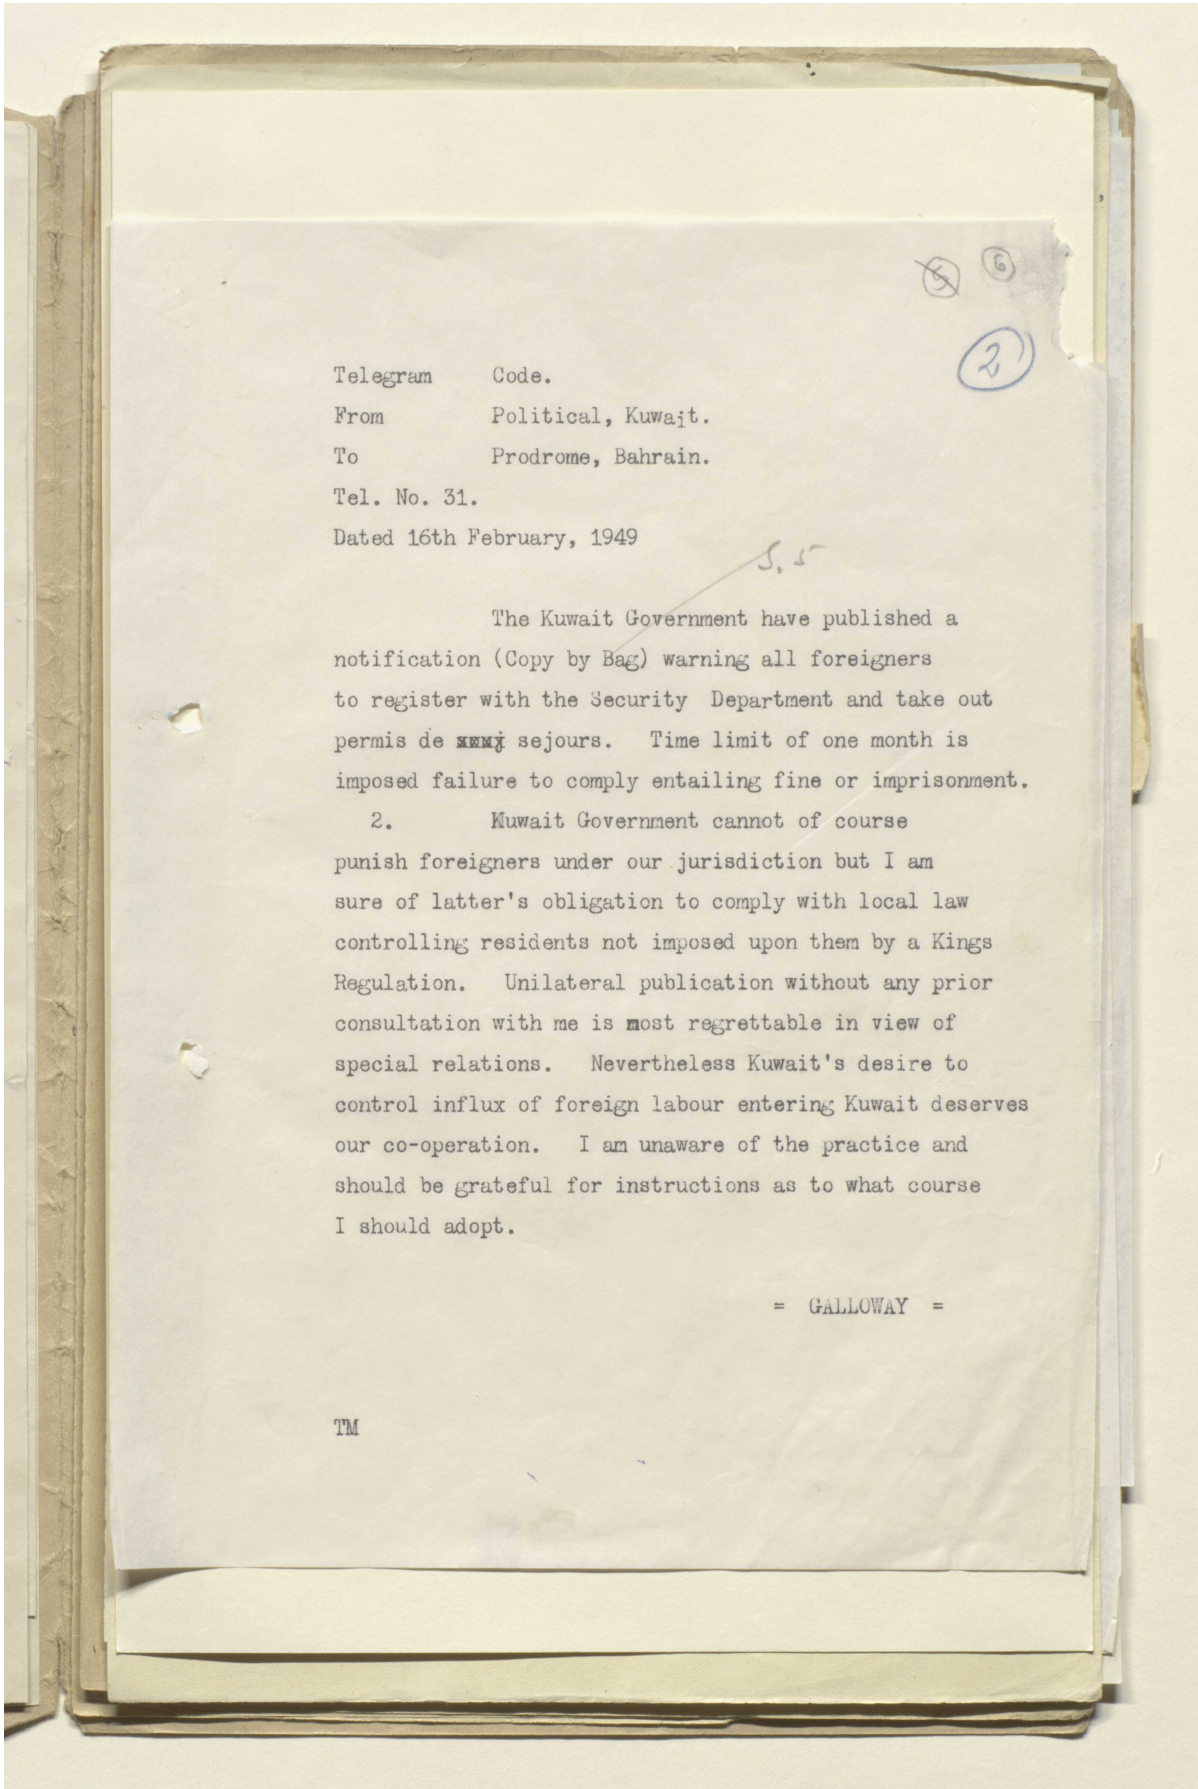 5 6
2
Telegram Code.
From Political, Kuwait.
To Prodrome, Bahrain.
Tel. No. 31.
Dated 16th February, 1949
S.5
The Kuwait Government have published a
notification (Copy by Bag) warning all foreigners
to register with the Security Department and take out
permis de sejours. Time limit of one month is
imposed failure to comply entailing fine or imprisonment.
2. Kuwait Government cannot of course
punish foreigners under our jurisdiction but I am
sure of latter's obligation to comply with local law
controlling residents not imposed upon them by a Kings
Regulation. Unilateral publication without any prior
consultation with me is most regrettable in view of
special relations. Nevertheless Kuwait's desire to
control influx of foreign labour entering Kuwait deserves
our co-operation. I am unaware of the practice and
should be grateful for instructions as to what course
I should adopt.
= GALLOWAY =
TM